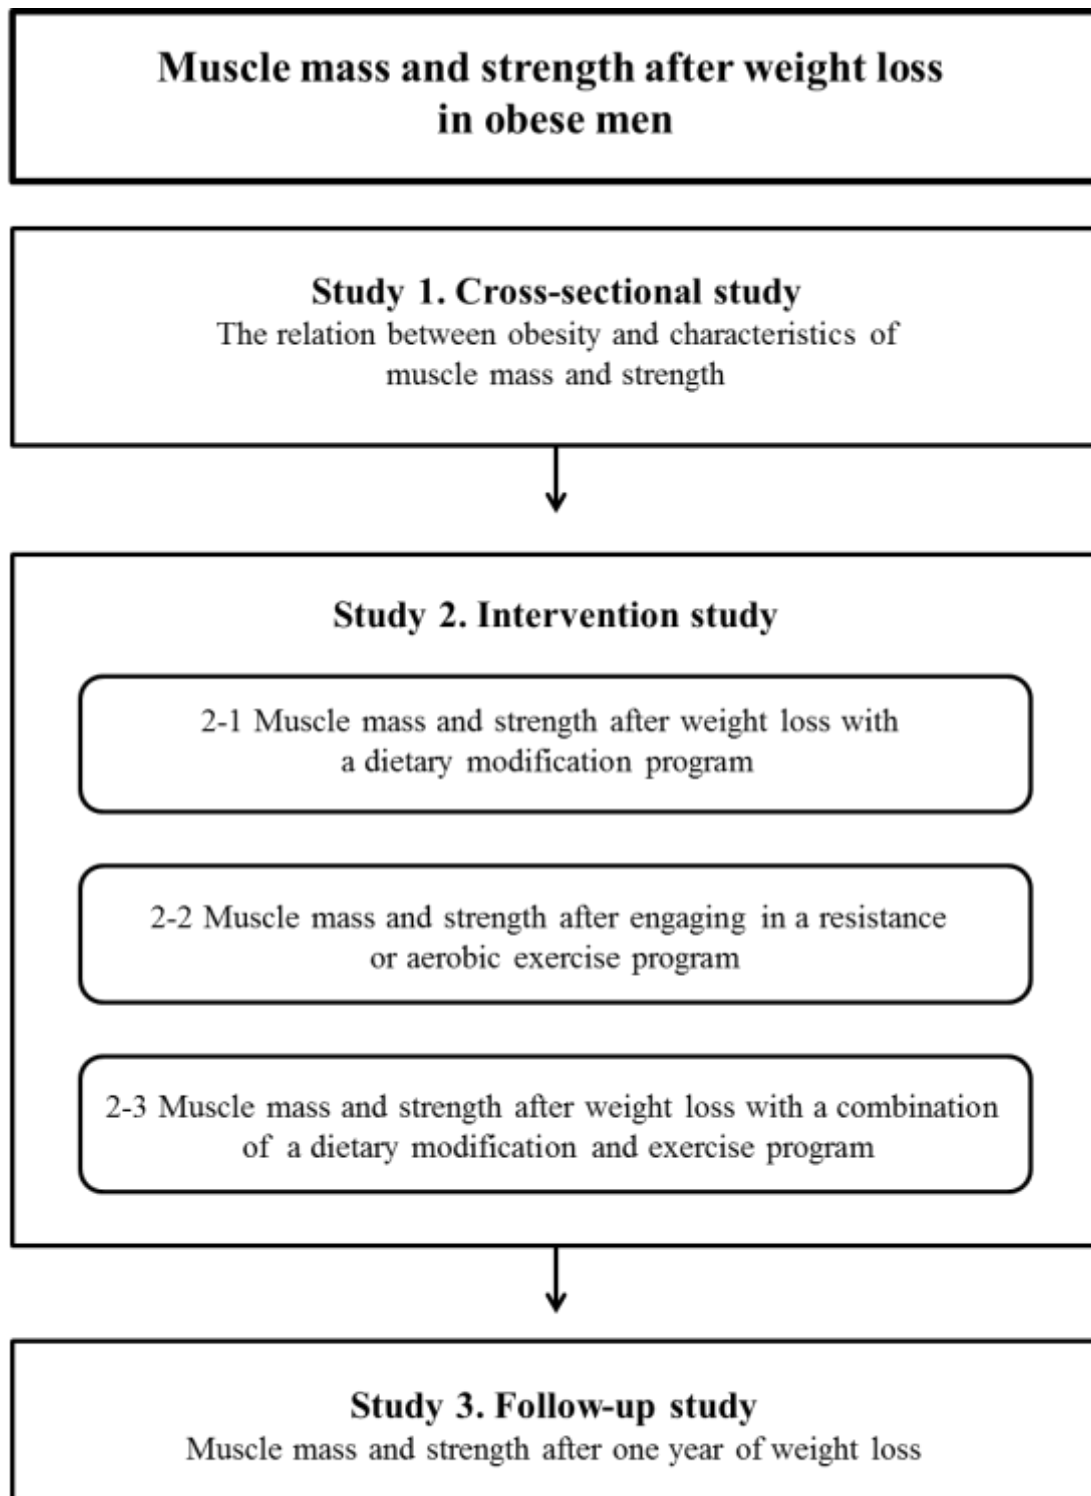 Muscle mass and strength after weight loss
in obese men
Study 1. Cross-sectional study
The relation between obesity and characteristics of
muscle mass and strength
Study 2. Intervention study
2-1 Muscle mass and strength after weight loss with
a dietary modification program
2-2 Muscle mass and strength after engaging in a resistance
or aerobic exercise program
2-3 Muscle mass and strength after weight loss with a combination
of a dietary modification and exercise program
Study 3. Follow-up study
Muscle mass and strength after one year of weight loss